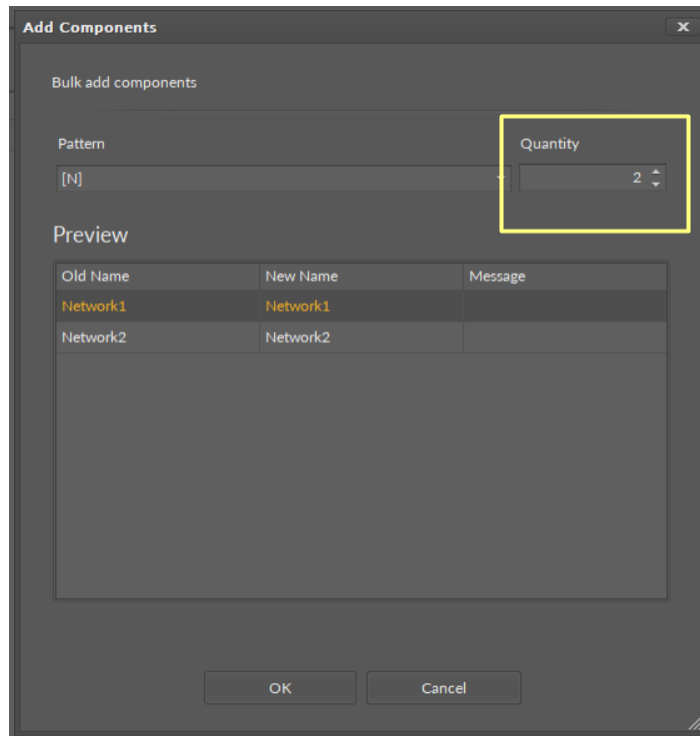 Add Components
x
Bulk add components
Pattern Quantity
[N] 2
Preview
Old Name New Name Message
Network1 Network1
Network2 Network2
OK Cancel